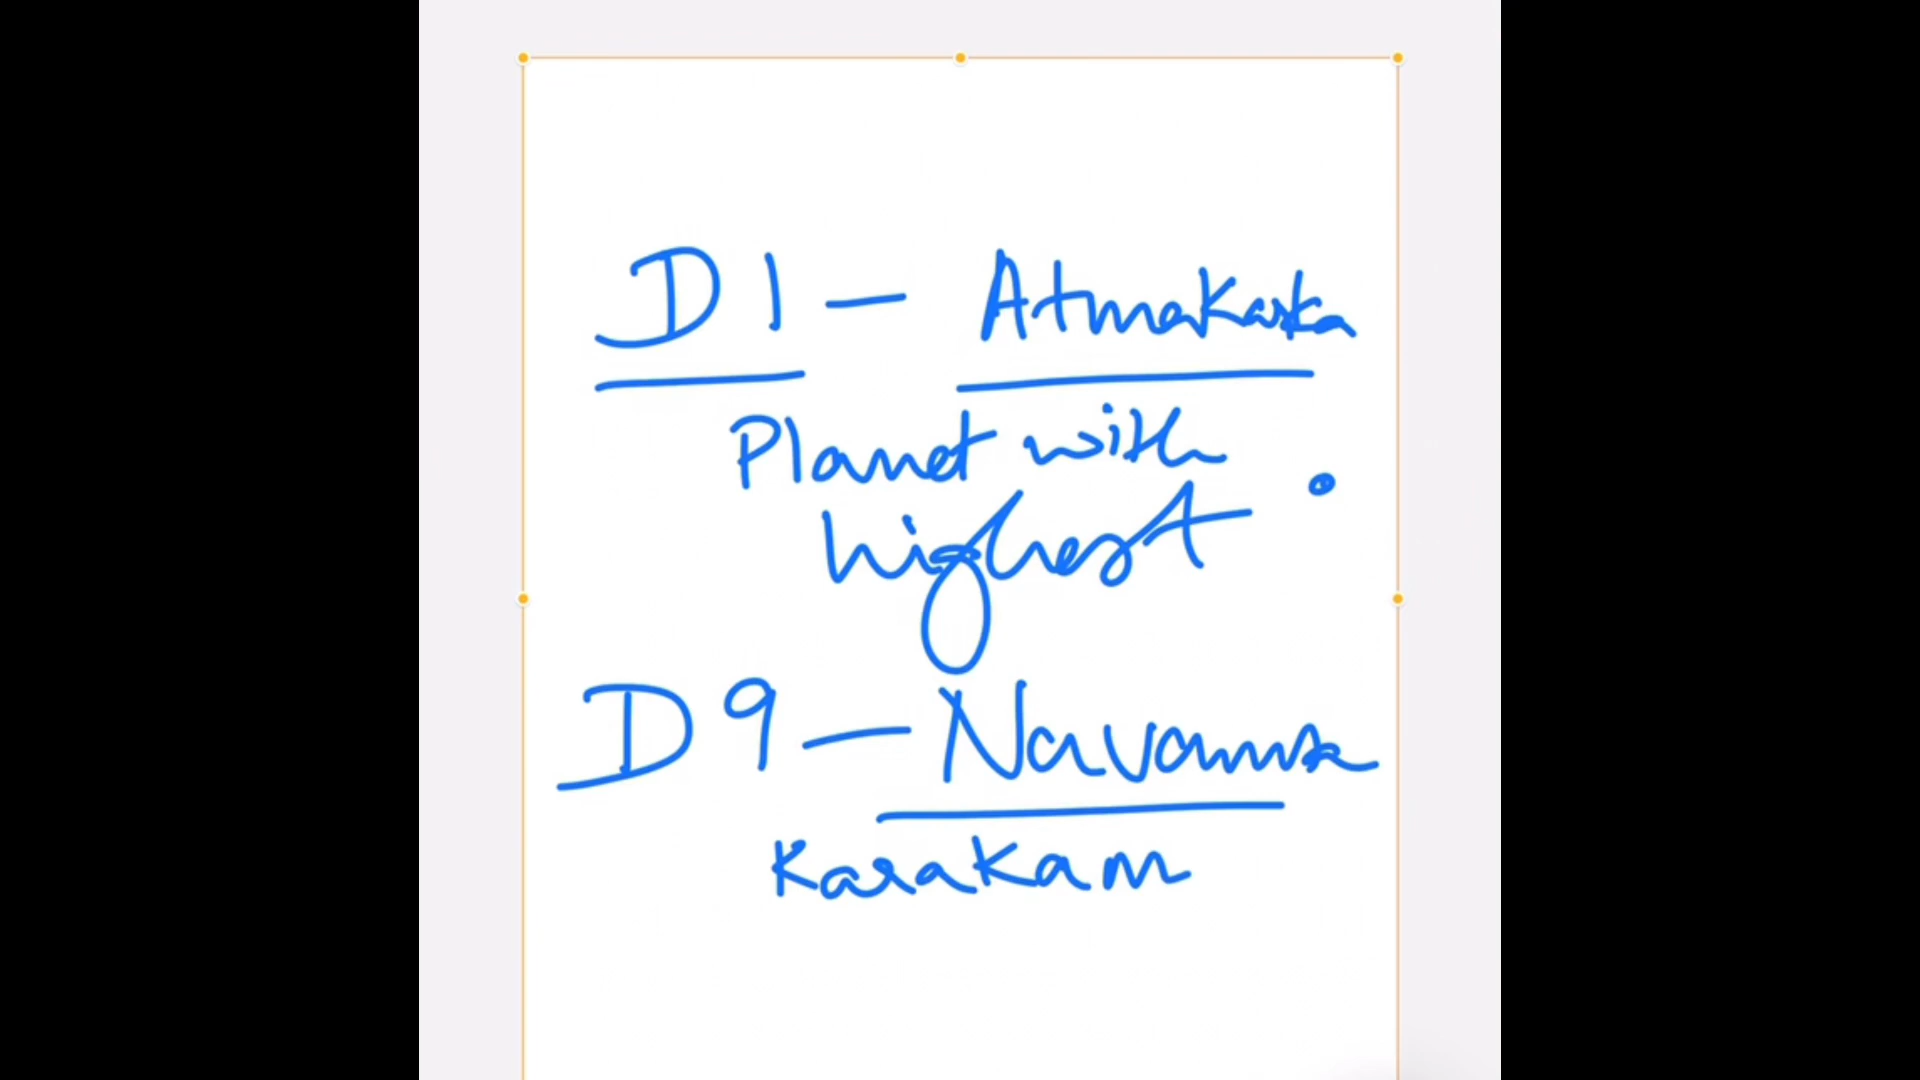 D1 - Atmakarka
Planet with
highest °
D9 - Navamsa
Karakam